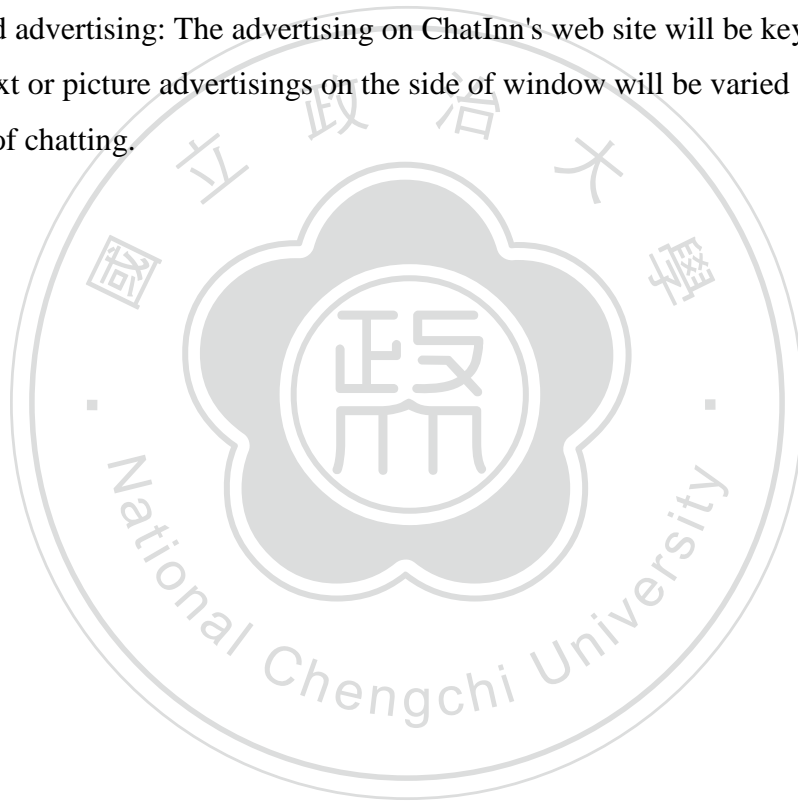 d advertising: The advertising on ChatInn's web site will be key
xt or picture advertisings on the side of window will be varied
of chatting.
國立政治大學
政
National Chengchi University